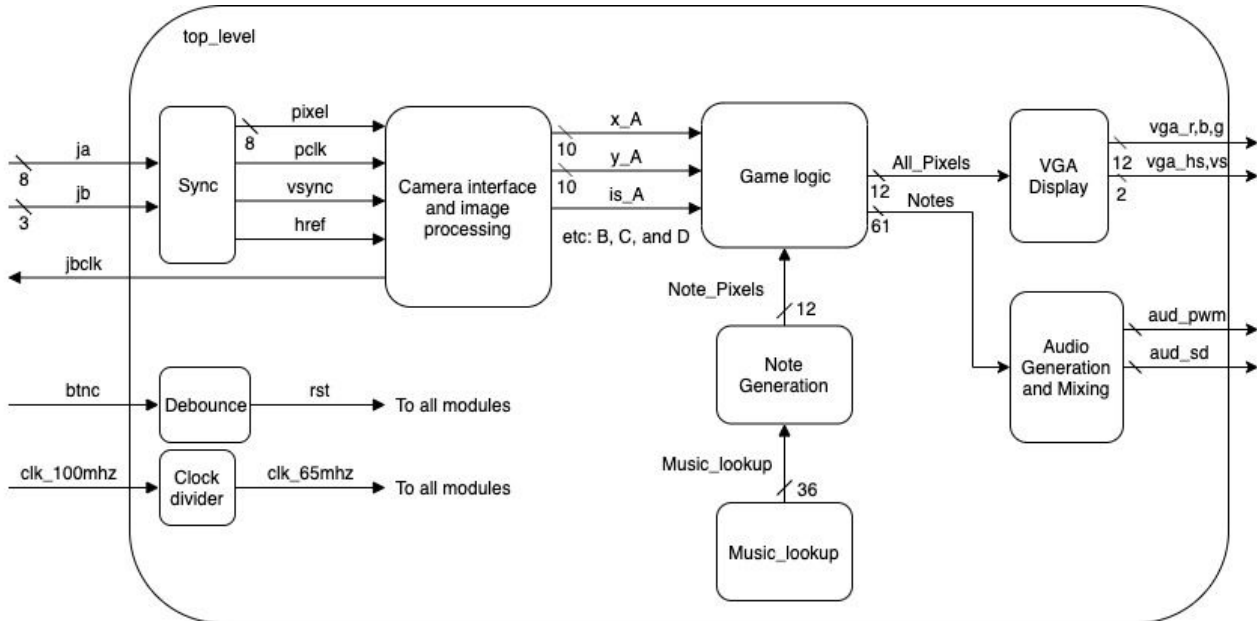 top_level
ja
8
jb
3
jbclk
Sync
pixel
8
pclk
vsync
href
Camera interface
and image
processing
x_A
10
y_A
10
is_A
etc: B, C, and D
Game logic
All_Pixels
12
Notes
61
VGA
Display
vgа_r,b,g
12
vga_hs,vs
2
Note_Pixels
12
Note
Generation
Music_lookup
36
Music_lookup
Audio
Generation
and Mixing
aud_pwm
aud_sd
btnc
Debounce
rst
To all modules
clk_100mhz
Clock
divider
clk_65mhz
To all modules